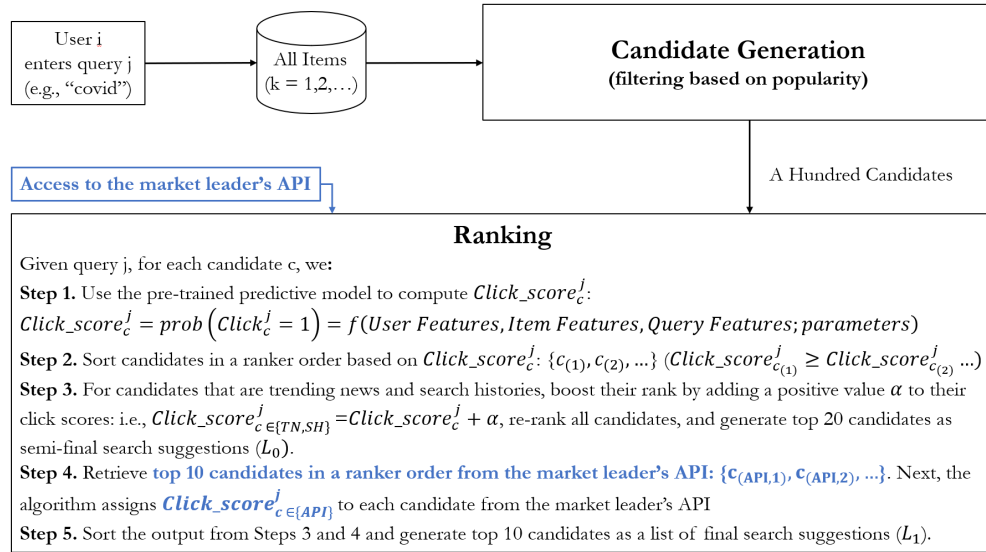 User i
enters query j
(e.g., “covid”)
All Items
(k = 1,2,…)
Candidate Generation
(filtering based on popularity)
Access to the market leader’s API
A Hundred Candidates
Ranking
Given query j, for each candidate c, we:
Step 1. Use the pre-trained predictive model to compute Click_score_c^j:
Click_score_c^j = prob(Click_c^j = 1) = f(User Features, Item Features, Query Features; parameters)
Step 2. Sort candidates in a ranker order based on Click_score_c^j: {c_(1), c_(2), …} (Click_score_{c_(1)}^j ≥ Click_score_{c_(2)}^j …)
Step 3. For candidates that are trending news and search histories, boost their rank by adding a positive value α to their
click scores: i.e., Click_score_{c ∈{TN,SH}}^j =Click_score_c^j + α, re-rank all candidates, and generate top 20 candidates as
semi-final search suggestions (L_0).
Step 4. Retrieve top 10 candidates in a ranker order from the market leader’s API: {c_(API,1), c_(API,2), …}. Next, the
algorithm assigns Click_score_{c ∈{API}}^j to each candidate from the market leader’s API
Step 5. Sort the output from Steps 3 and 4 and generate top 10 candidates as a list of final search suggestions (L_1).